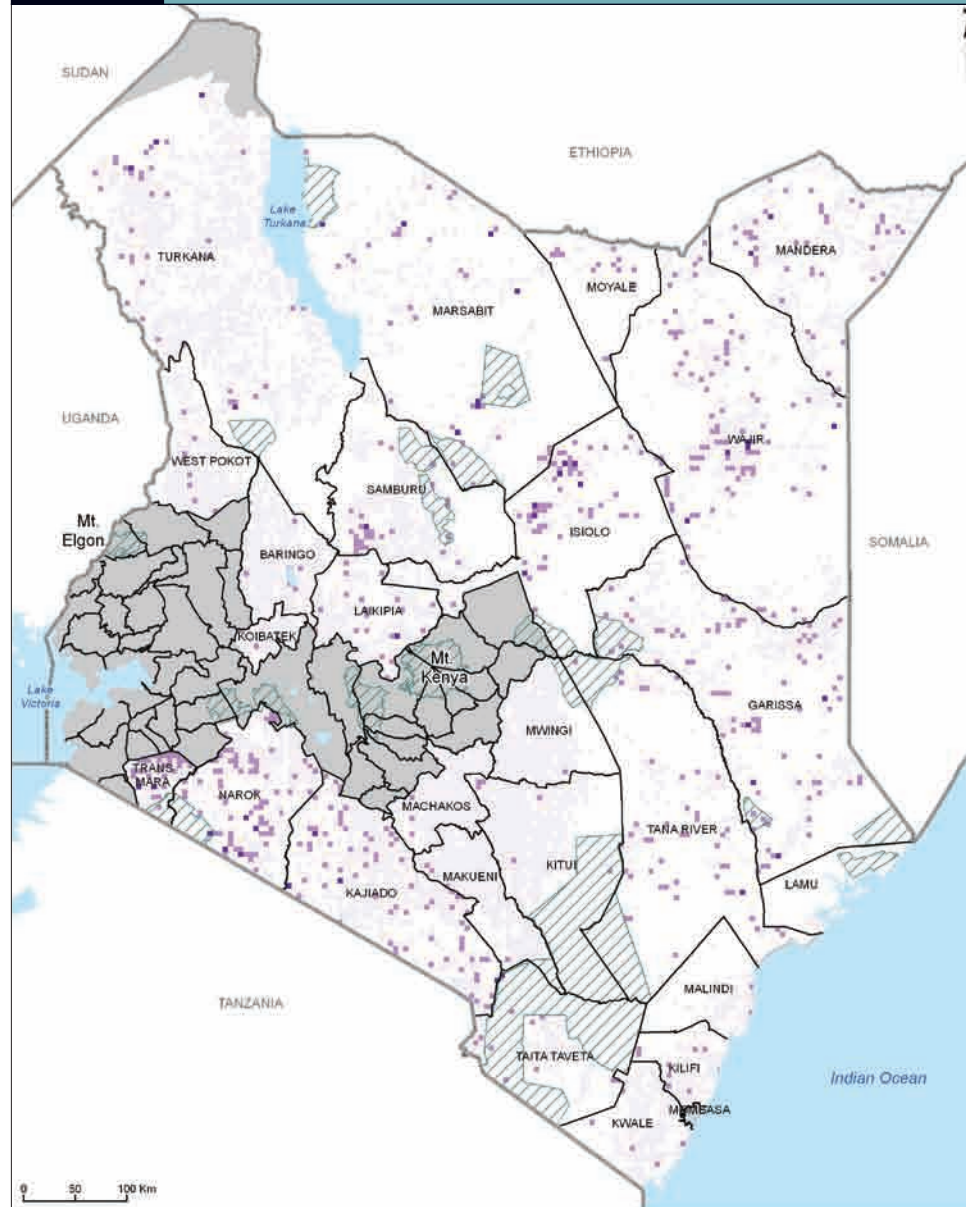 SUDAN
ETHIOPIA
Lake
Turkana
TURKANA
MANDERA
MOYALE
MARSABIT
UGANDA
WAJIR
WEST POKOT
SAMBURU
Mt.
Elgon
ISIOLO
SOMALIA
BARINGO
LAIKIPIA
KOIBATEK
Mt.
Kenya
Lake
Victoria
GARISSA
MWINGI
TRANS
MARA
NAROK
MACHAKOS
TANA RIVER
KITUI
MAKUENI
KAJIADO
LAMU
MALINDI
TANZANIA
TAITA TAVETA
KILIFI
Indian Ocean
MOMBASA
KWALE
0 50 100 Km